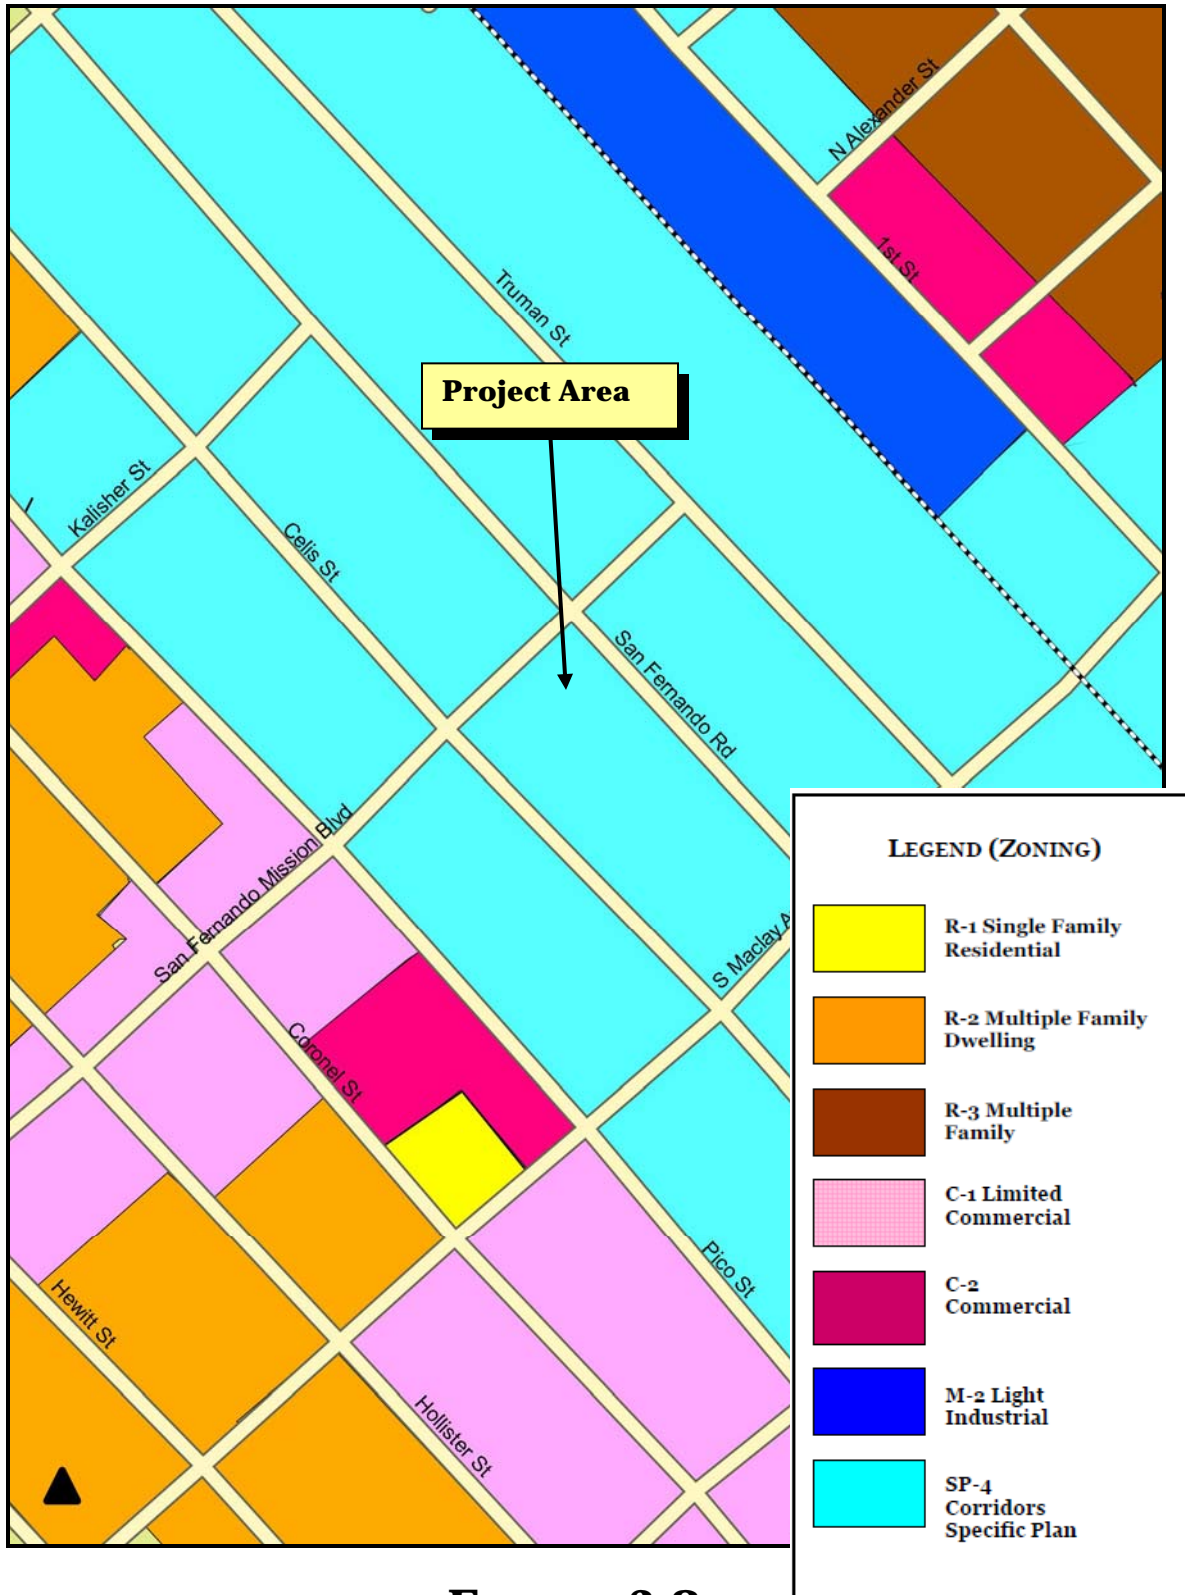 N Alexander St
1st St
Truman St
Project Area
Kalisher St
Celis St
San Fernando Rd
San Fernando Mission Blvd
S Maclay A
Coronel St
Pico St
Hewitt St
Hollister St
LEGEND (ZONING)
R-1 Single Family
Residential
R-2 Multiple Family
Dwelling
R-3 Multiple
Family
C-1 Limited
Commercial
C-2
Commercial
M-2 Light
Industrial
SP-4
Corridors
Specific Plan